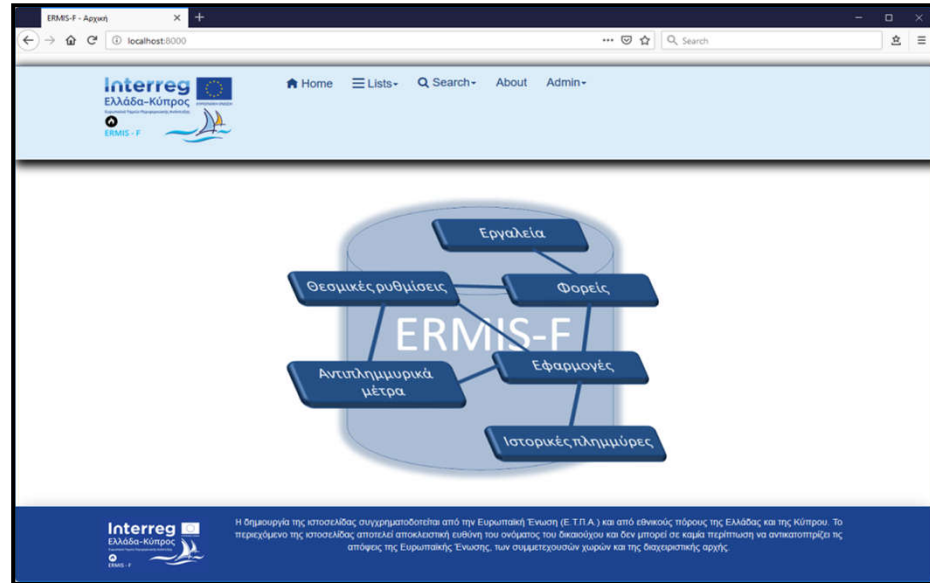 ERMIS-F - Αρχική
localhost:8000
Search
Interreg
Ελλάδα-Κύπρος
ERMIS - F
Home Lists Search About Admin
Εργαλεία
Θεσμικές ρυθμίσεις
Φορείς
ERMIS-F
Εφαρμογές
Αντιπλημμυρικά
μέτρα
Ιστορικές πλημμύρες
Interreg
Ελλάδα-Κύπρος
ERMIS - F
Η δημιουργία της ιστοσελίδας συγχρηματοδοτείται από την Ευρωπαϊκή Ένωση (Ε.Τ.Π.Α.) και από εθνικούς πόρους της Ελλάδας και της Κύπρου. Το
περιεχόμενο της ιστοσελίδας αποτελεί αποκλειστική ευθύνη του ονόματος του δικαιούχου και δεν μπορεί σε καμία περίπτωση να αντικατοπτρίζει τις
απόψεις της Ευρωπαϊκής Ένωσης, των συμμετεχουσών χωρών και της διαχειριστικής αρχής.